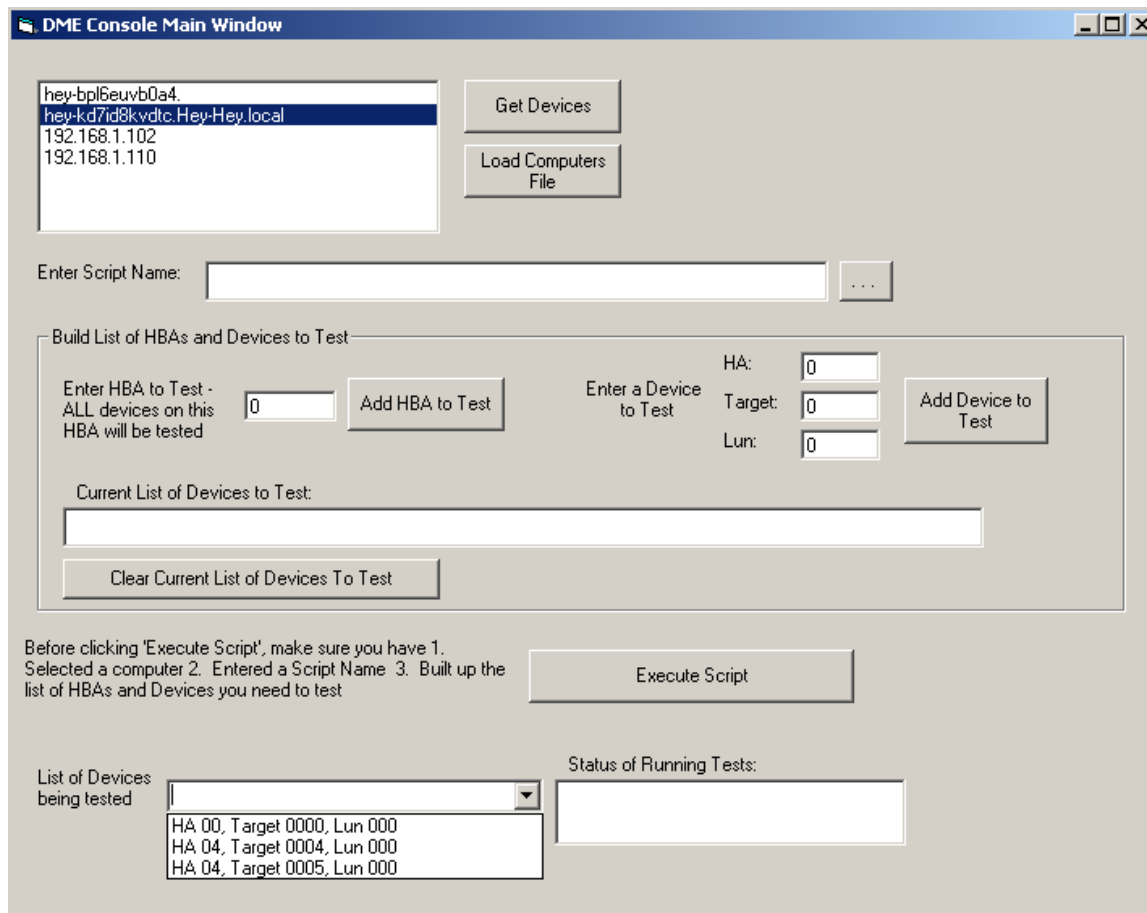 DME Console Main Window
hey-bpl6euvb0a4.
hey-kd7id8kvdtc.Hey-Hey.local
192.168.1.102
192.168.1.110
Get Devices
Load Computers
File
Enter Script Name:
...
Build List of HBAs and Devices to Test
Enter HBA to Test -
ALL devices on this
HBA will be tested
0
Add HBA to Test
Enter a Device
to Test
HA:
0
Target:
0
Lun:
0
Add Device to
Test
Current List of Devices to Test:
Clear Current List of Devices To Test
Before clicking 'Execute Script', make sure you have 1.
Selected a computer 2. Entered a Script Name 3. Built up the
list of HBAs and Devices you need to test
Execute Script
List of Devices
being tested
HA 00, Target 0000, Lun 000
HA 04, Target 0004, Lun 000
HA 04, Target 0005, Lun 000
Status of Running Tests: